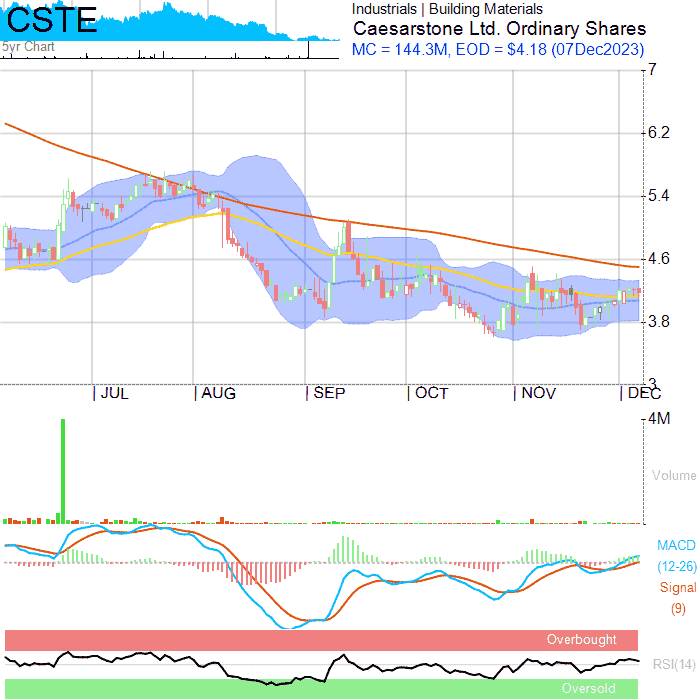 CSTE
5yr Chart
Industrials | Building Materials
Caesarstone Ltd. Ordinary Shares
MC = 144.3M, EOD = $4.18 (07Dec2023)
7
6.2
5.4
4.6
3.8
3
JUL AUG SEP OCT NOV DEC
4M
Volume
MACD
(12-26)
Signal
(9)
Overbought
RSI(14)
Oversold